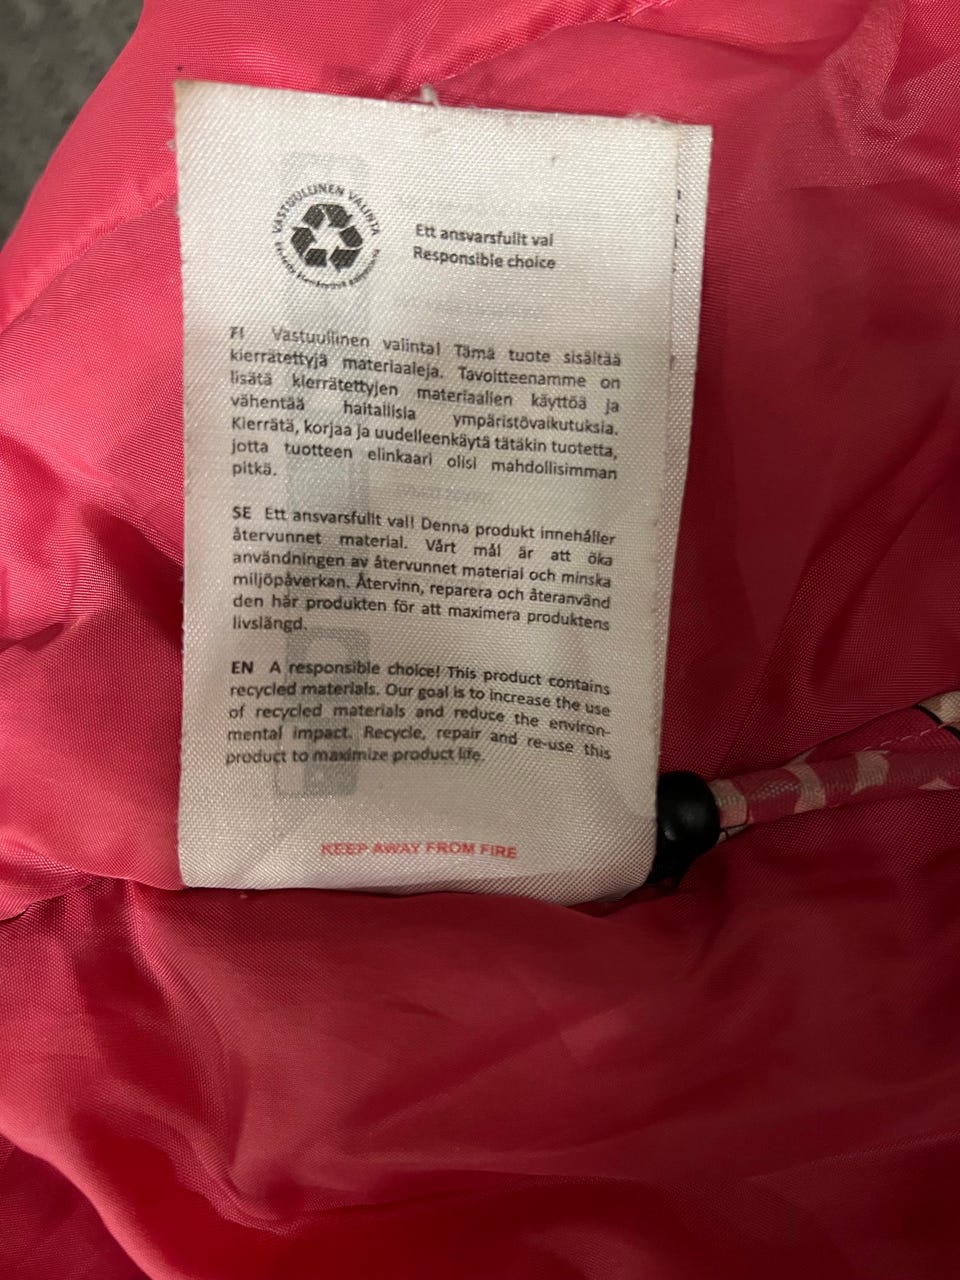 VASTUULLINEN VALINTA
Ett ansvarsfullt val
Responsible choice
FI Vastuullinen valinta! Tämä tuote sisältää
kierrätettyjä materiaaleja. Tavoitteenamme on
lisätä kierrätettyjen materiaalien käyttöä ja
vähentää haitallisia ympäristövaikutuksia.
Kierrätä, korjaa ja uudelleenkäytä tätäkin tuotetta,
jotta tuotteen elinkaari olisi mahdollisimman
pitkä.
SE Ett ansvarsfullt val! Denna produkt innehåller
återvunnet material. Vårt mål är att öka
användningen av återvunnet material och minska
miljöpåverkan. Återvinn, reparera och återanvänd
den här produkten för att maximera produktens
livslängd.
EN A responsible choice! This product contains
recycled materials. Our goal is to increase the use
of recycled materials and reduce the environ-
mental impact. Recycle, repair and re-use this
product to maximize product life.
KEEP AWAY FROM FIRE